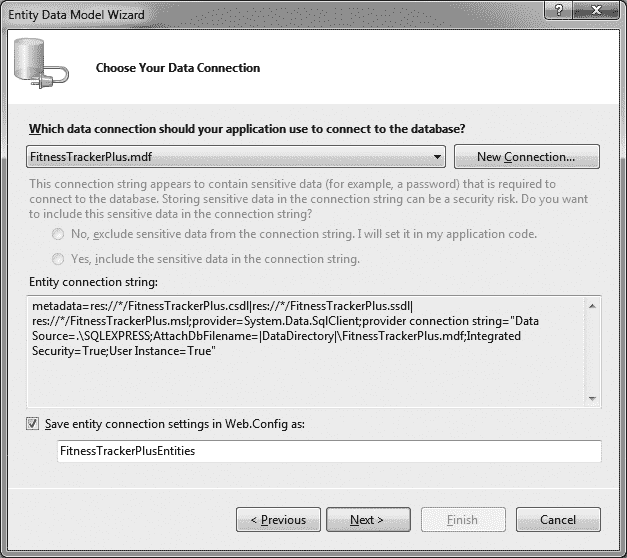 Entity Data Model Wizard
Choose Your Data Connection
Which data connection should your application use to connect to the database?
FitnessTrackerPlus.mdf
New Connection...
This connection string appears to contain sensitive data (for example, a password) that is required to
connect to the database. Storing sensitive data in the connection string can be a security risk. Do you want
to include this sensitive data in the connection string?
No, exclude sensitive data from the connection string. I will set it in my application code.
Yes, include the sensitive data in the connection string.
Entity connection string:
metadata=res://*/FitnessTrackerPlus.csdl|res://*/FitnessTrackerPlus.ssdl|
res://*/FitnessTrackerPlus.msl;provider=System.Data.SqlClient;provider connection string="Data
Source=.\SQLEXPRESS;AttachDbFilename=|DataDirectory|\FitnessTrackerPlus.mdf;Integrated
Security=True;User Instance=True"
Save entity connection settings in Web.Config as:
FitnessTrackerPlusEntities
< Previous
Next >
Finish
Cancel